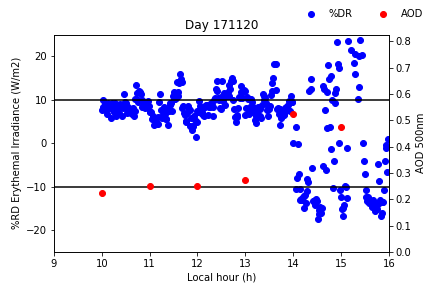 %DR AOD
Day 171120
%RD Erythemal Irradiance (W/m2)
20
10
0
−10
−20
0.8
0.7
0.6
0.5
0.4
0.3
0.2
0.1
0.0
AOD 500nm
9 10 11 12 13 14 15 16
Local hour (h)